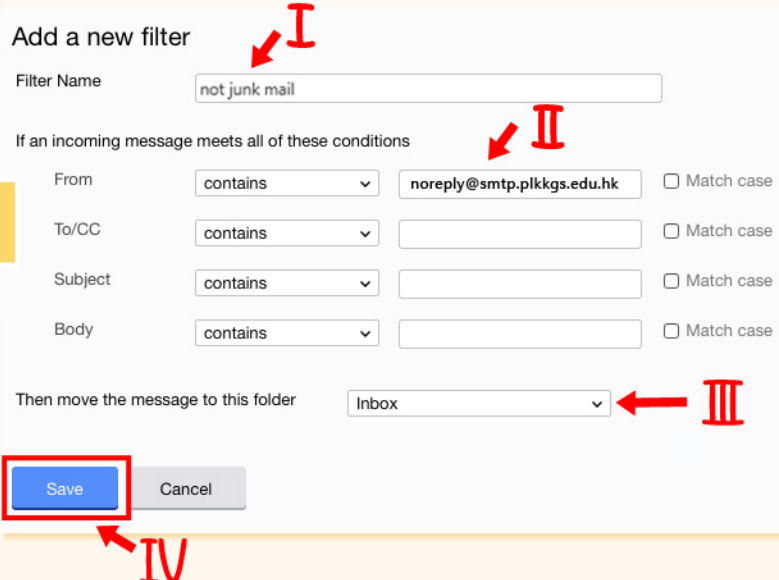 I
Add a new filter
Filter Name
not junk mail
II
If an incoming message meets all of these conditions
From contains noreply@smtp.plkkgs.edu.hk Match case
To/CC contains Match case
Subject contains Match case
Body contains Match case
Then move the message to this folder Inbox III
Save Cancel
IV